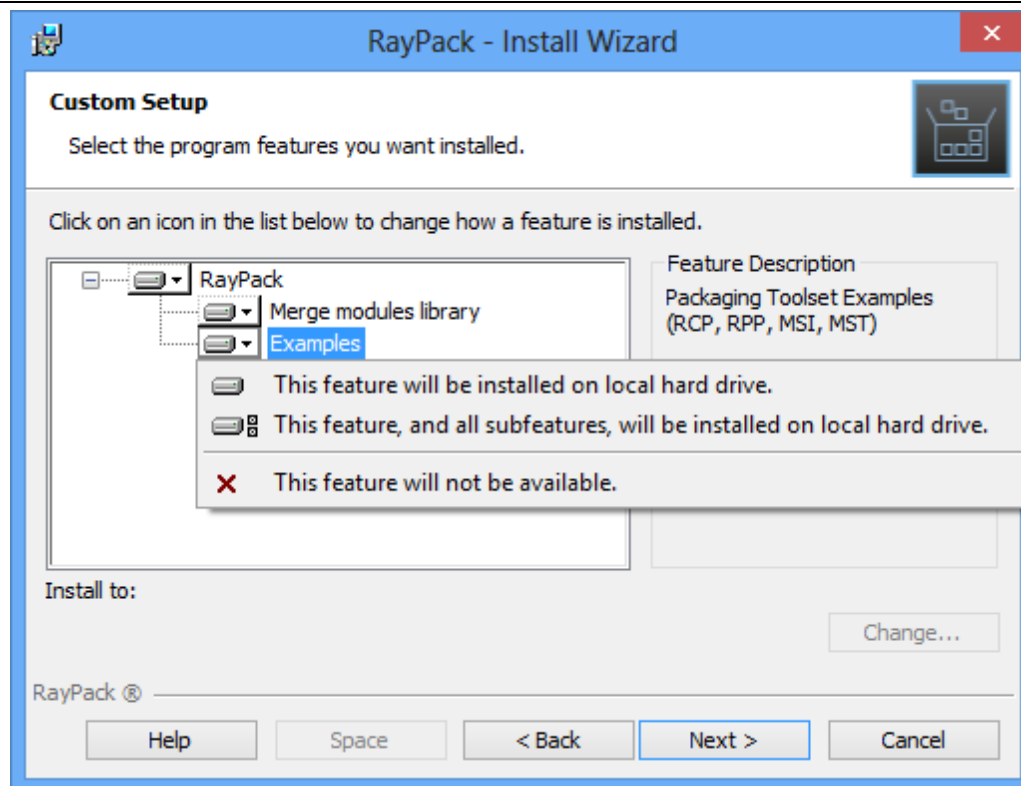 RayPack - Install Wizard
Custom Setup
Select the program features you want installed.
Click on an icon in the list below to change how a feature is installed.
RayPack
Merge modules library
Examples
Feature Description
Packaging Toolset Examples
(RCP, RPP, MSI, MST)
This feature will be installed on local hard drive.
This feature, and all subfeatures, will be installed on local hard drive.
This feature will not be available.
Install to:
Change...
RayPack ®
Help
Space
< Back
Next >
Cancel